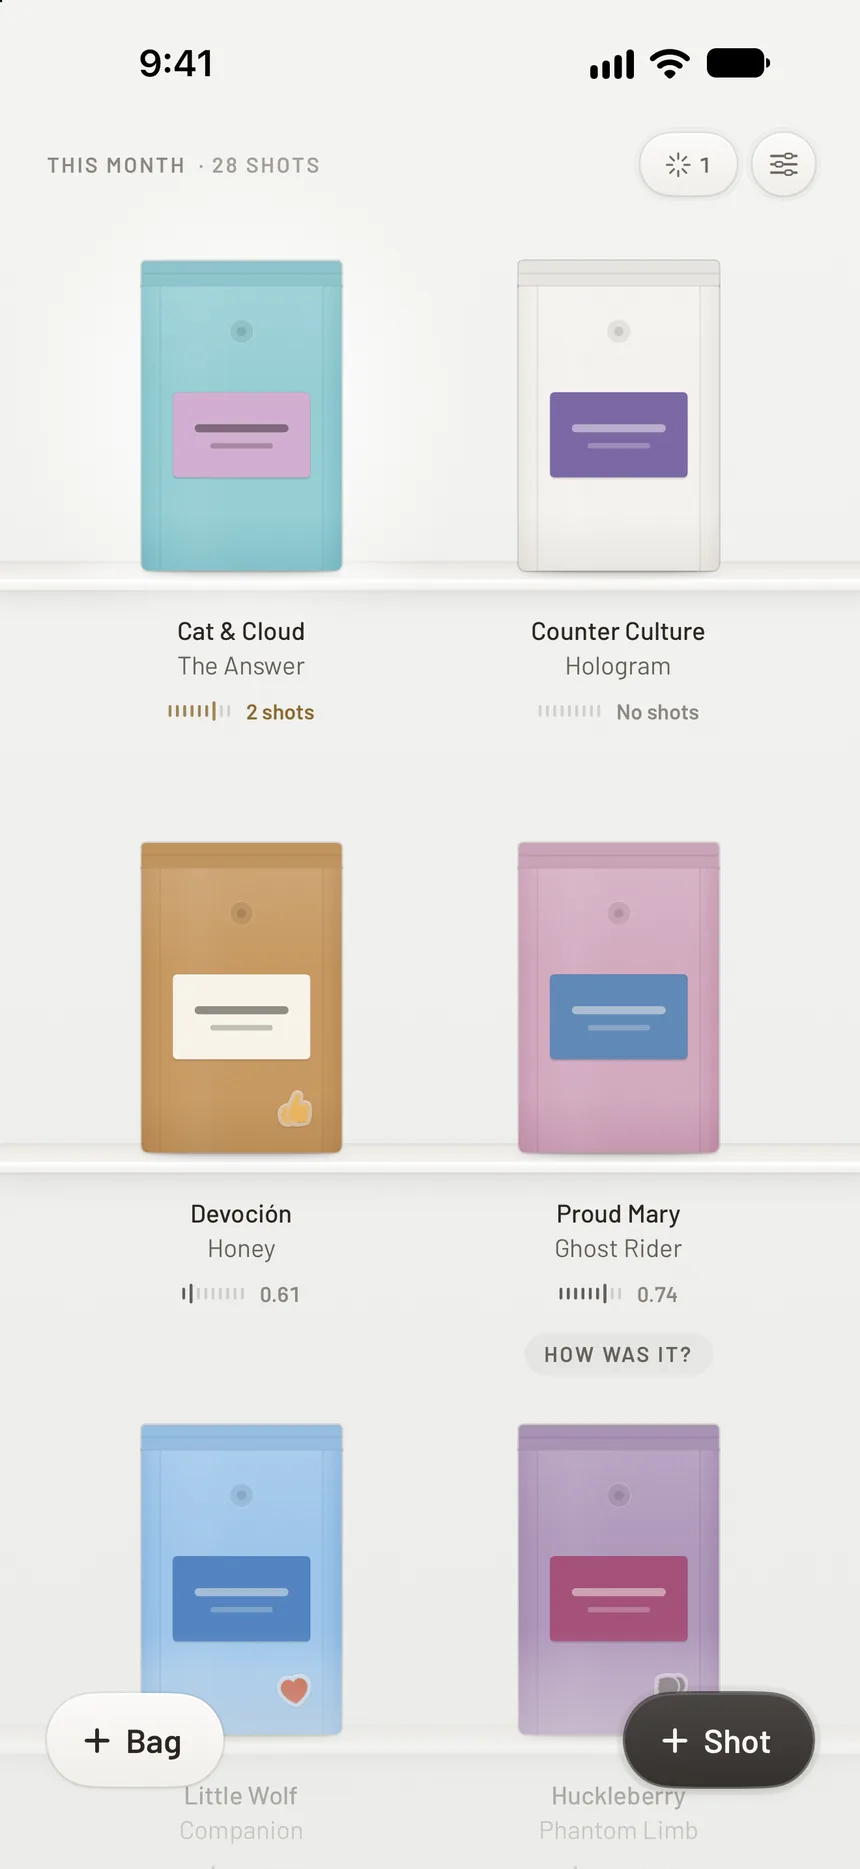 9:41
THIS MONTH · 28 SHOTS
1
Cat & Cloud
The Answer
2 shots
Counter Culture
Hologram
No shots
Devoción
Honey
0.61
Proud Mary
Ghost Rider
0.74
HOW WAS IT?
+ Bag
+ Shot
Little Wolf
Companion
Huckleberry
Phantom Limb